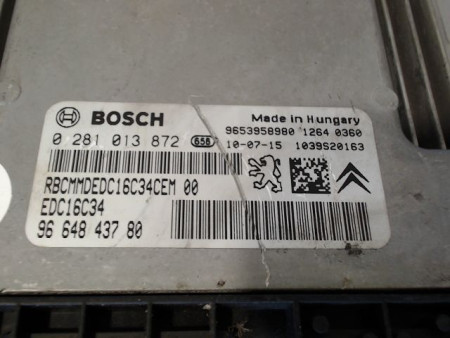 BOSCH
Made in Hungary
9653958980 1264 0360
0 281 013 872 656 10-07-15 1039S20163
RBCMMDEDC16C34CEM 00
EDC16C34
96 648 437 80